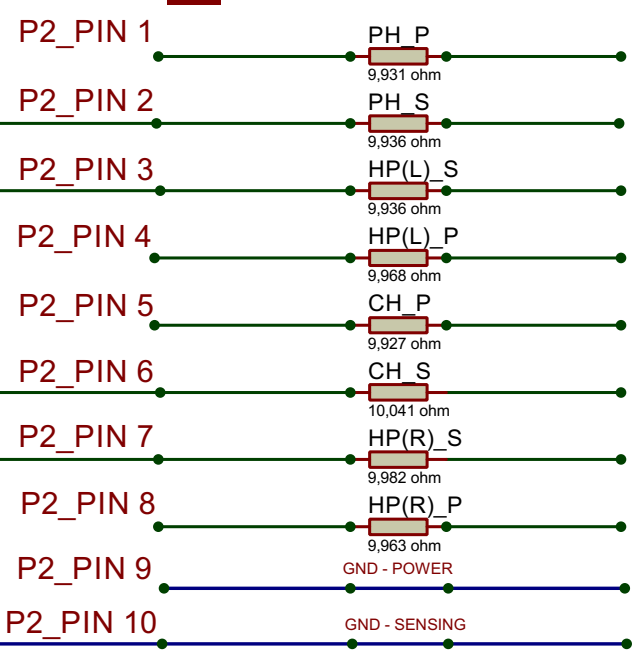 P2_PIN 1
PH_P
9,931 ohm
P2_PIN 2
PH_S
9,936 ohm
P2_PIN 3
HP(L)_S
9,936 ohm
P2_PIN 4
HP(L)_P
9,968 ohm
P2_PIN 5
CH_P
9,927 ohm
P2_PIN 6
CH_S
10,041 ohm
P2_PIN 7
HP(R)_S
9,982 ohm
P2_PIN 8
HP(R)_P
9,963 ohm
P2_PIN 9
GND - POWER
P2_PIN 10
GND - SENSING